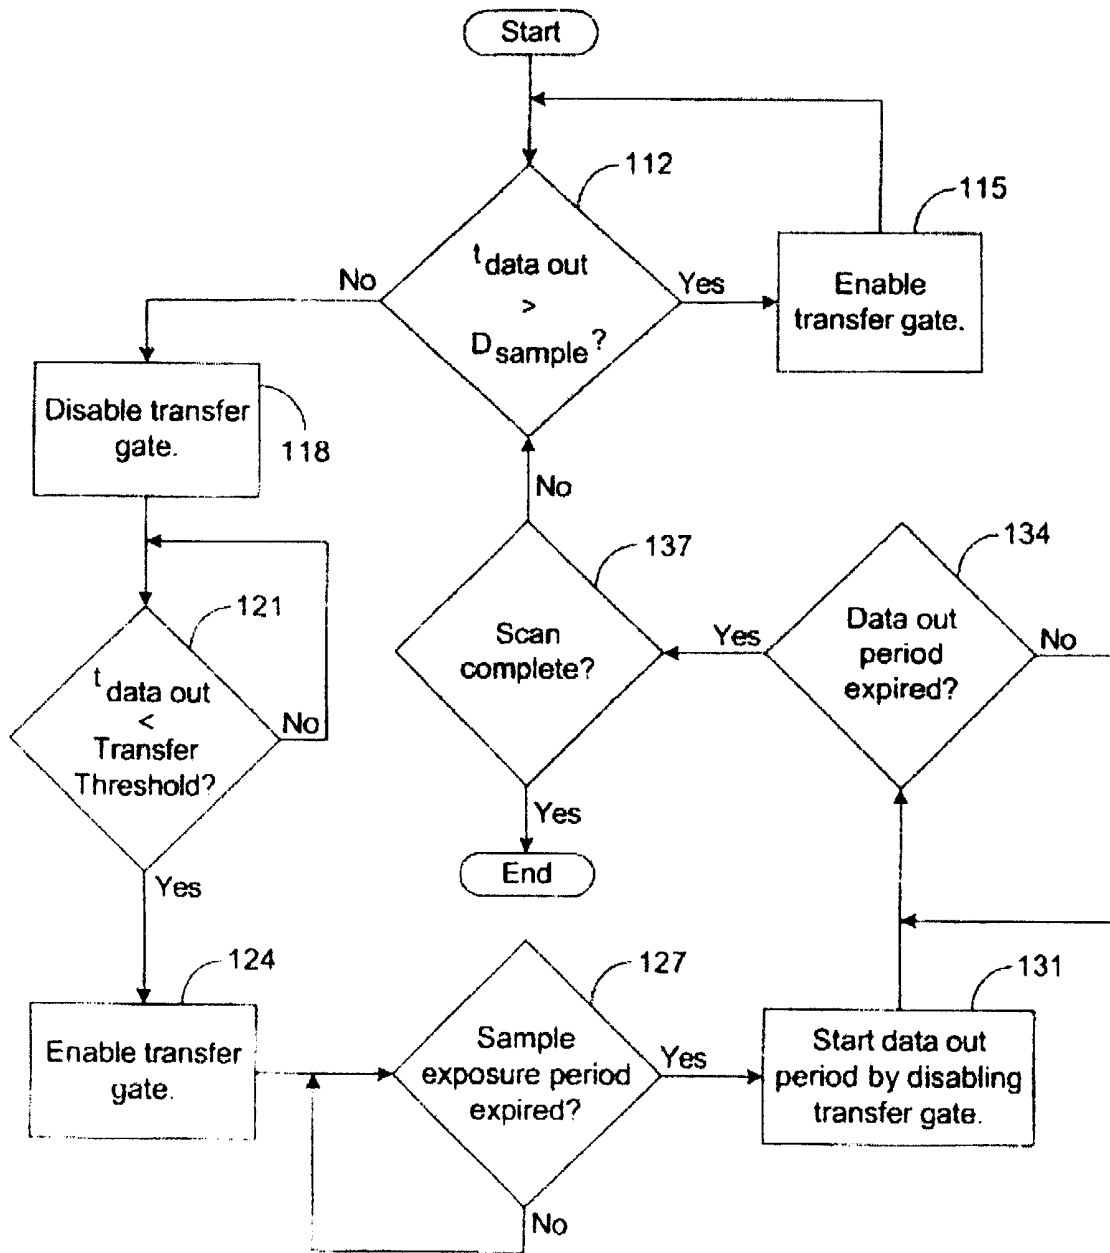 Start
112
115
t data out
>
D sample ?
No
Yes
Enable
transfer gate.
Disable transfer
gate.
118
No
137
134
121
Scan
complete?
Yes
Data out
period
expired?
No
t data out
<
Transfer
Threshold?
No
Yes
Yes
End
124
127
131
Enable transfer
gate.
Sample
exposure period
expired?
Yes
Start data out
period by disabling
transfer gate.
No